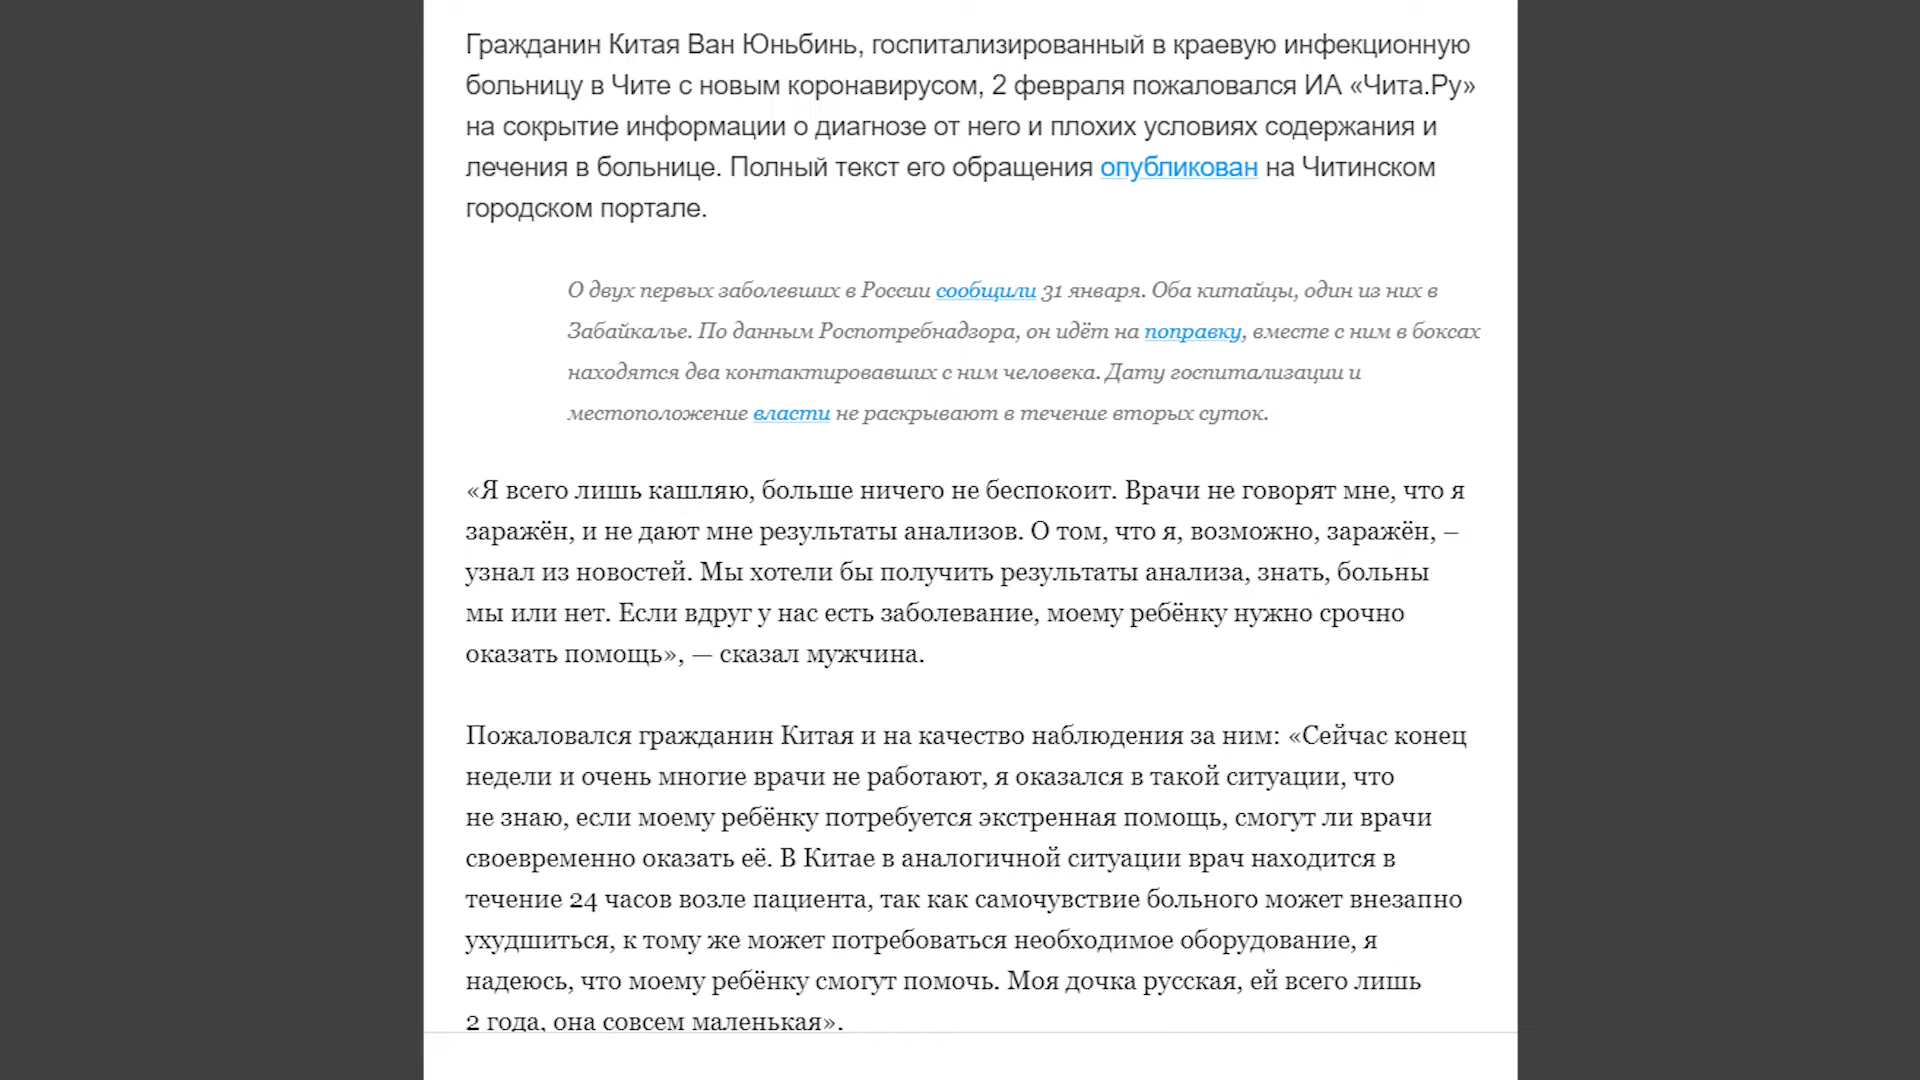 Гражданин Китая Ван Юньбинь, госпитализированный в краевую инфекционную
больницу в Чите с новым коронавирусом, 2 февраля пожаловался ИА «Чита.Ру»
на сокрытие информации о диагнозе от него и плохих условиях содержания и
лечения в больнице. Полный текст его обращения опубликован на Читинском
городском портале.
О двух первых заболевших в России сообщили 31 января. Оба китайцы, один из них в
Забайкалье. По данным Роспотребнадзора, он идёт на поправку, вместе с ним в боксах
находятся два контактировавших с ним человека. Дату госпитализации и
местоположение власти не раскрывают в течение вторых суток.
«Я всего лишь кашляю, больше ничего не беспокоит. Врачи не говорят мне, что я
заражён, и не дают мне результаты анализов. О том, что я, возможно, заражён, –
узнал из новостей. Мы хотели бы получить результаты анализа, знать, больны
мы или нет. Если вдруг у нас есть заболевание, моему ребёнку нужно срочно
оказать помощь», — сказал мужчина.
Пожаловался гражданин Китая и на качество наблюдения за ним: «Сейчас конец
недели и очень многие врачи не работают, я оказался в такой ситуации, что
не знаю, если моему ребёнку потребуется экстренная помощь, смогут ли врачи
своевременно оказать её. В Китае в аналогичной ситуации врач находится в
течение 24 часов возле пациента, так как самочувствие больного может внезапно
ухудшиться, к тому же может потребоваться необходимое оборудование, я
надеюсь, что моему ребёнку смогут помочь. Моя дочка русская, ей всего лишь
2 года, она совсем маленькая».